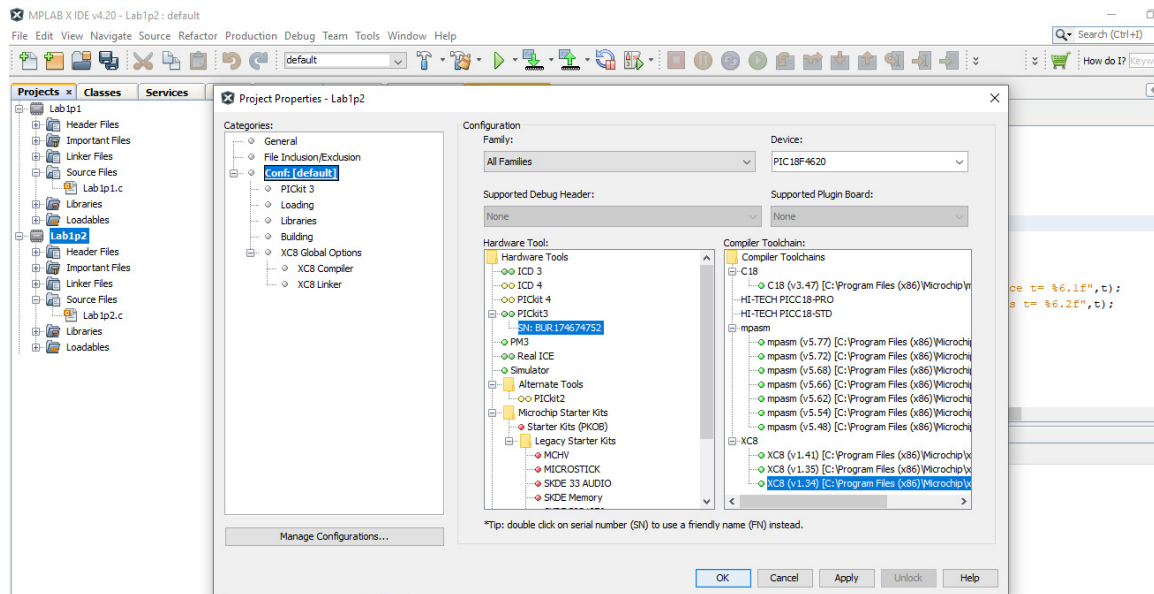 MPLAB X IDE v4.20 - Lab1p2 : default
File Edit View Navigate Source Refactor Production Debug Team Tools Window Help
Search (Ctrl+I)
default
How do I?
Projects Classes Services
Lab1p1
Header Files
Important Files
Linker Files
Source Files
Lab1p1.c
Libraries
Loadables
Lab1p2
Header Files
Important Files
Linker Files
Source Files
Lab1p2.c
Libraries
Loadables
Project Properties - Lab1p2
Categories:
General
File Inclusion/Exclusion
Conf: [default]
PICkit 3
Loading
Libraries
Building
XC8 Global Options
XC8 Compiler
XC8 Linker
Manage Configurations...
Configuration
Family: Device:
All Families PIC18F4620
Supported Debug Header: Supported Plugin Board:
None None
Hardware Tool:
Hardware Tools
ICD 3
ICD 4
PICkit 4
PICkit3
SN: BUR174674752
PM3
Real ICE
Simulator
Alternate Tools
PICkit2
Microchip Starter Kits
Starter Kits (PKOB)
Legacy Starter Kits
MCHV
MICROSTICK
SKDE 33 AUDIO
SKDE Memory
Compiler Toolchain:
Compiler Toolchains
C18
C18 (v3.47) [C:\Program Files (x86)\Microchip\m
HI-TECH PICC18-PRO
HI-TECH PICC18-STD
mpasm
mpasm (v5.77) [C:\Program Files (x86)\Microchi
mpasm (v5.72) [C:\Program Files (x86)\Microchi
mpasm (v5.68) [C:\Program Files (x86)\Microchi
mpasm (v5.66) [C:\Program Files (x86)\Microchi
mpasm (v5.62) [C:\Program Files (x86)\Microchi
mpasm (v5.54) [C:\Program Files (x86)\Microchi
mpasm (v5.48) [C:\Program Files (x86)\Microchi
XC8
XC8 (v1.41) [C:\Program Files (x86)\Microchip\x
XC8 (v1.35) [C:\Program Files (x86)\Microchip\x
XC8 (v1.34) [C:\Program Files (x86)\Microchip\x
*Tip: double click on serial number (SN) to use a friendly name (FN) instead.
OK Cancel Apply Unlock Help
ce t= %6.1f",t);
s t= %6.2f",t);